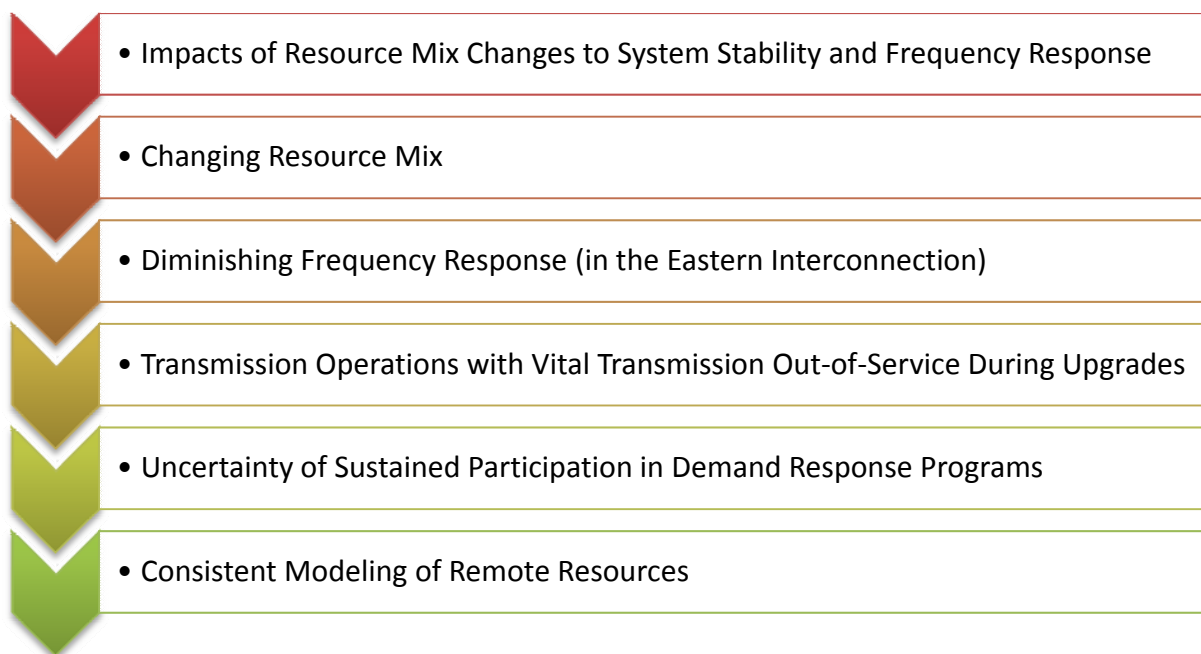 • Impacts of Resource Mix Changes to System Stability and Frequency Response
• Changing Resource Mix
• Diminishing Frequency Response (in the Eastern Interconnection)
• Transmission Operations with Vital Transmission Out-of-Service During Upgrades
• Uncertainty of Sustained Participation in Demand Response Programs
• Consistent Modeling of Remote Resources